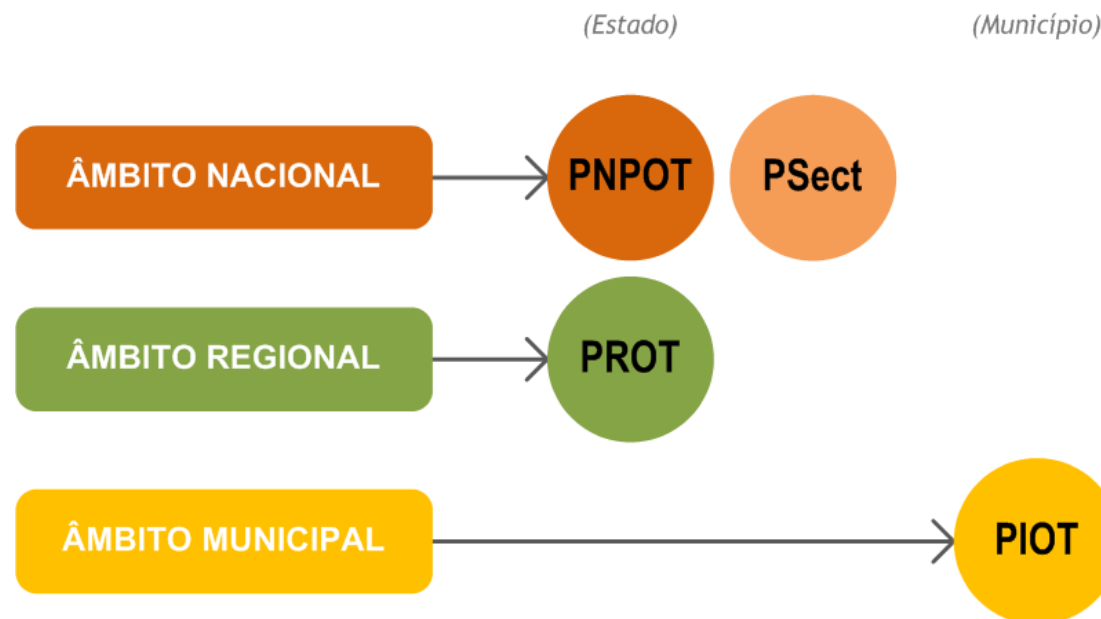 (Estado) (Município)
ÂMBITO NACIONAL PNPOT PSect
ÂMBITO REGIONAL PROT
ÂMBITO MUNICIPAL PIOT